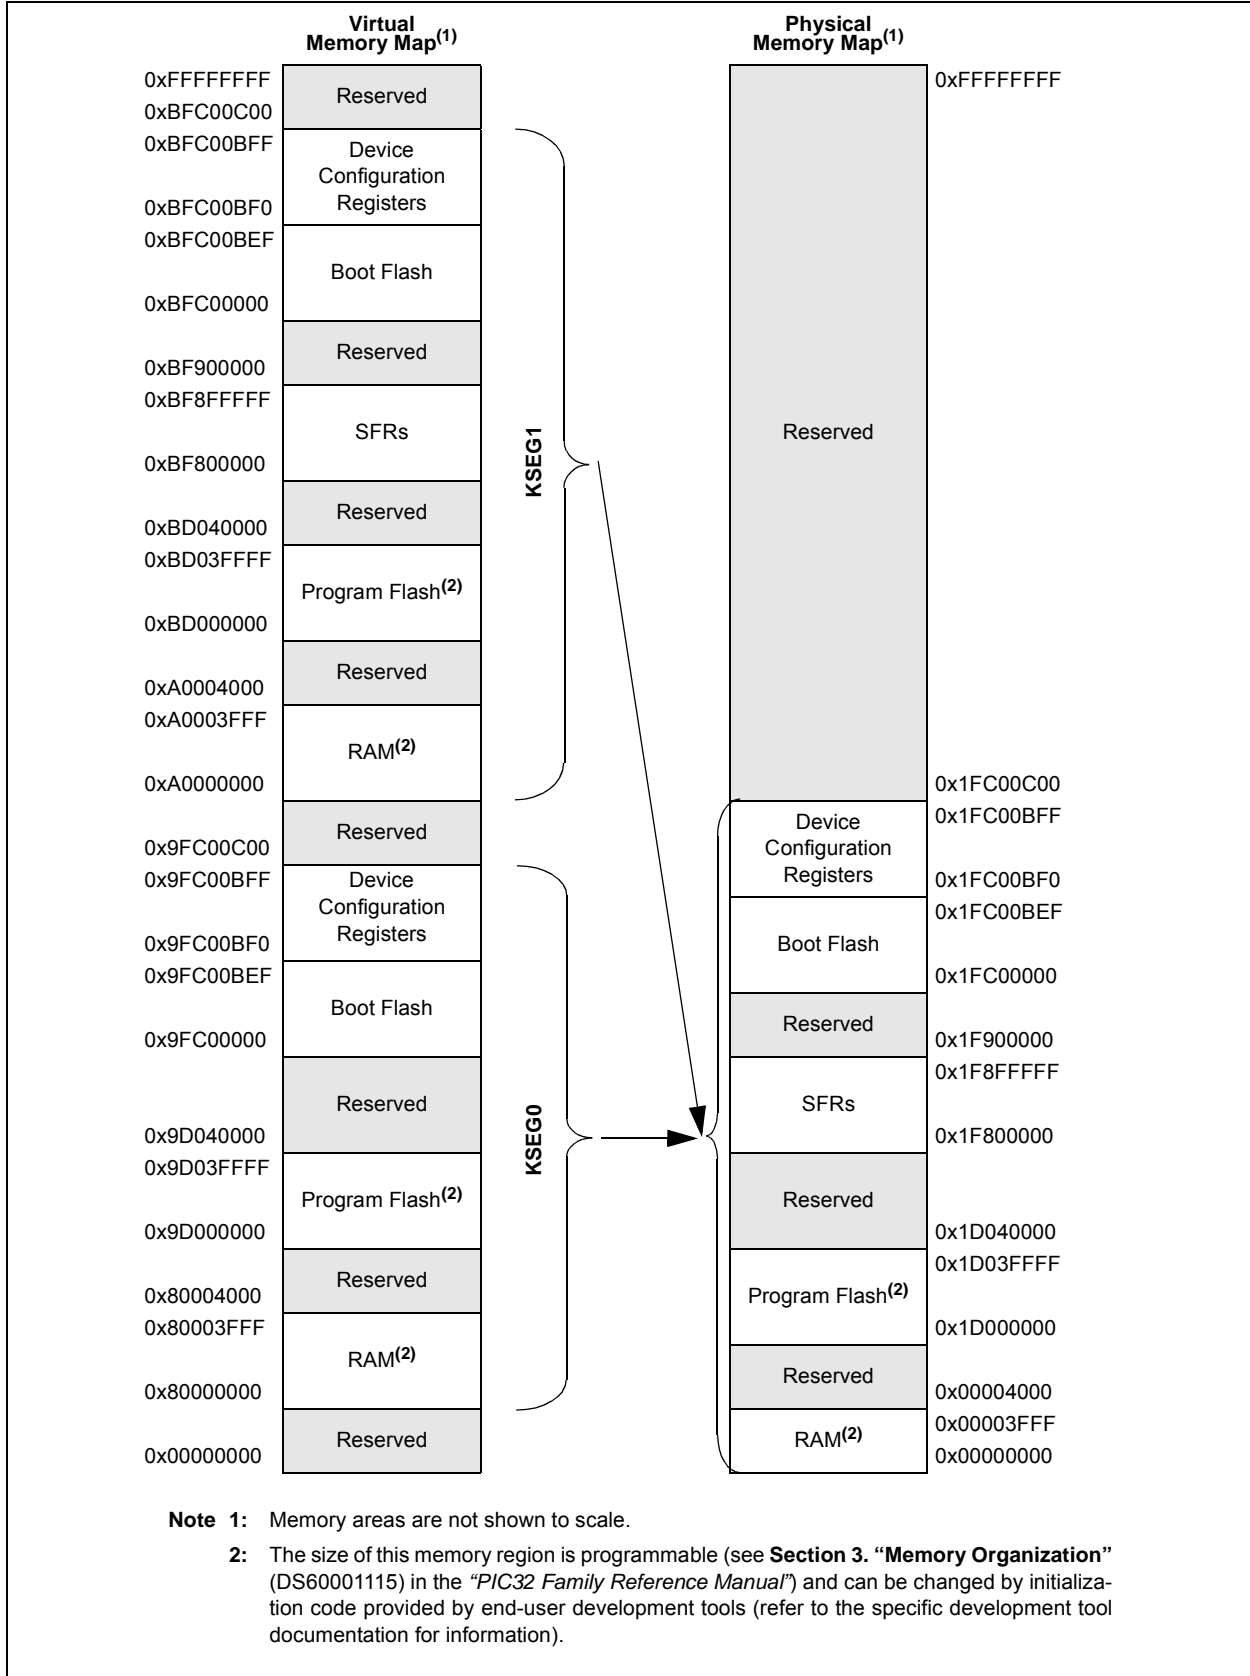 Virtual
Memory Map(1)
0xFFFFFFFF
Reserved
0xBFC00C00
0xBFC00BFF
Device
Configuration
Registers
0xBFC00BF0
0xBFC00BEF
Boot Flash
0xBFC00000
Reserved
0xBF900000
0xBF8FFFFF
SFRs
0xBF800000
Reserved
0xBD040000
0xBD03FFFF
Program Flash(2)
0xBD000000
Reserved
0xA0004000
0xA0003FFF
RAM(2)
0xA0000000
Reserved
0x9FC00C00
0x9FC00BFF
Device
Configuration
Registers
0x9FC00BF0
0x9FC00BEF
Boot Flash
0x9FC00000
Reserved
0x9D040000
0x9D03FFFF
Program Flash(2)
0x9D000000
Reserved
0x80004000
0x80003FFF
RAM(2)
0x80000000
Reserved
0x00000000
KSEG1
KSEG0
Physical
Memory Map(1)
0xFFFFFFFF
Reserved
0x1FC00C00
0x1FC00BFF
Device
Configuration
Registers
0x1FC00BF0
0x1FC00BEF
Boot Flash
0x1FC00000
Reserved
0x1F900000
0x1F8FFFFF
SFRs
0x1F800000
Reserved
0x1D040000
0x1D03FFFF
Program Flash(2)
0x1D000000
Reserved
0x00004000
0x00003FFF
RAM(2)
0x00000000
Note 1: Memory areas are not shown to scale.
2: The size of this memory region is programmable (see Section 3. “Memory Organization”
(DS60001115) in the “PIC32 Family Reference Manual”) and can be changed by initializa-
tion code provided by end-user development tools (refer to the specific development tool
documentation for information).